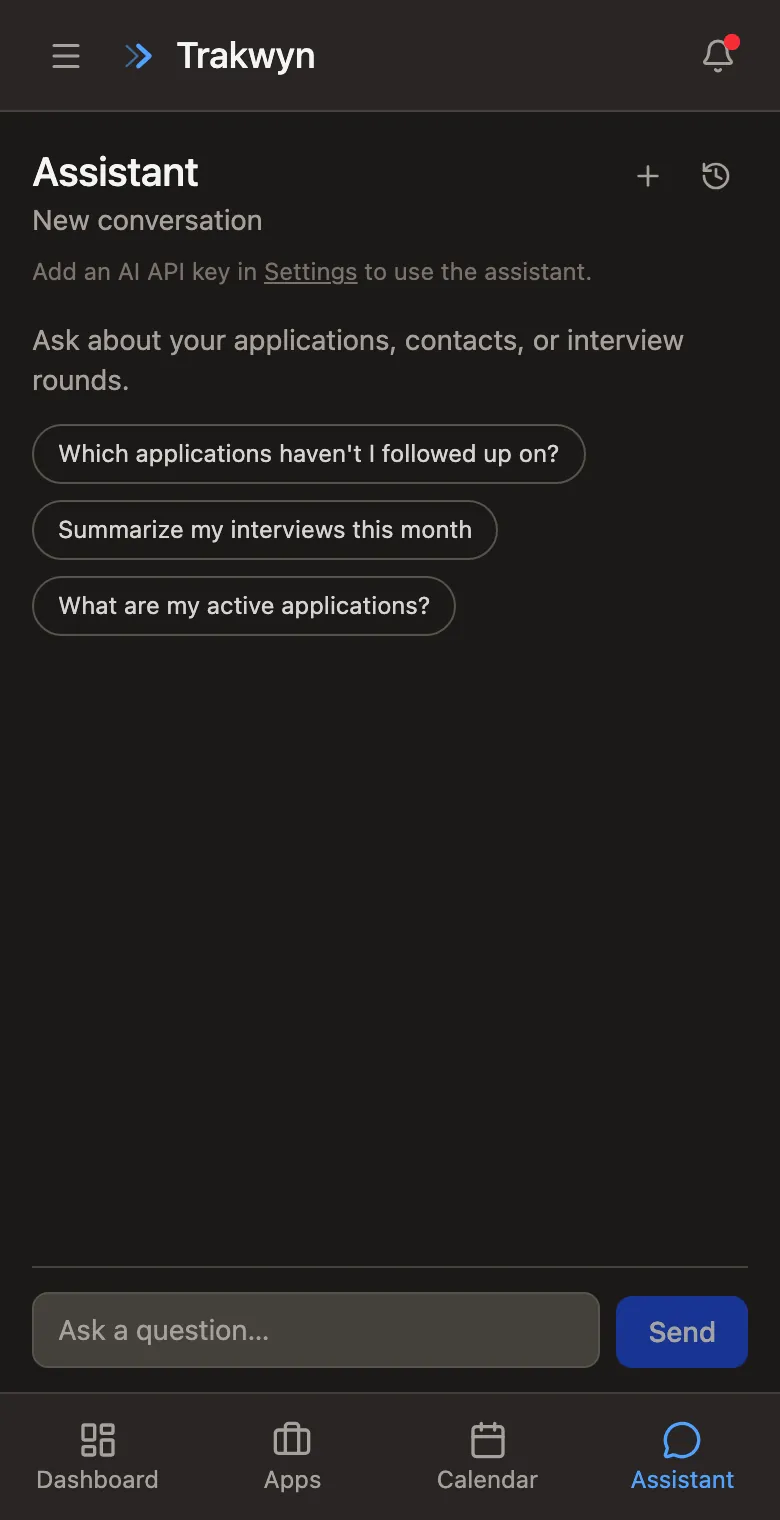 Trakwyn
Assistant
New conversation
Add an AI API key in Settings to use the assistant.
Ask about your applications, contacts, or interview
rounds.
Which applications haven't I followed up on?
Summarize my interviews this month
What are my active applications?
Ask a question...
Send
Dashboard
Apps
Calendar
Assistant